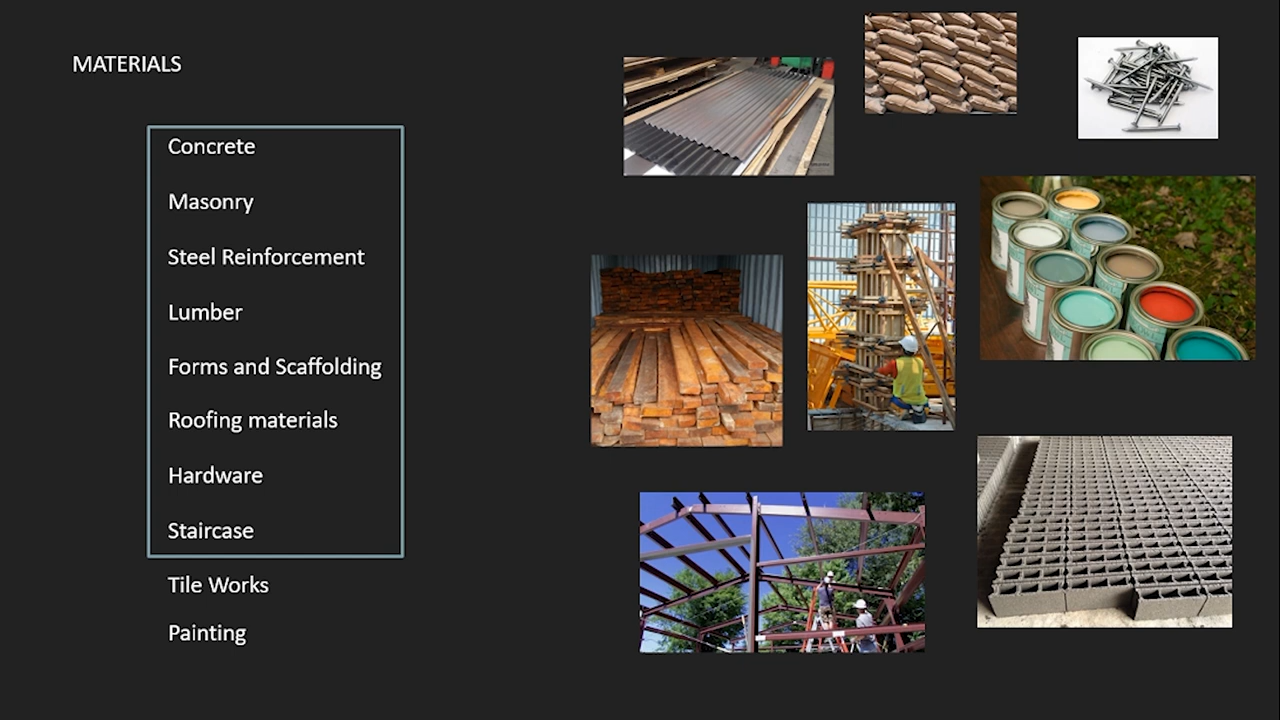 MATERIALS
Concrete
Masonry
Steel Reinforcement
Lumber
Forms and Scaffolding
Roofing materials
Hardware
Staircase
Tile Works
Painting